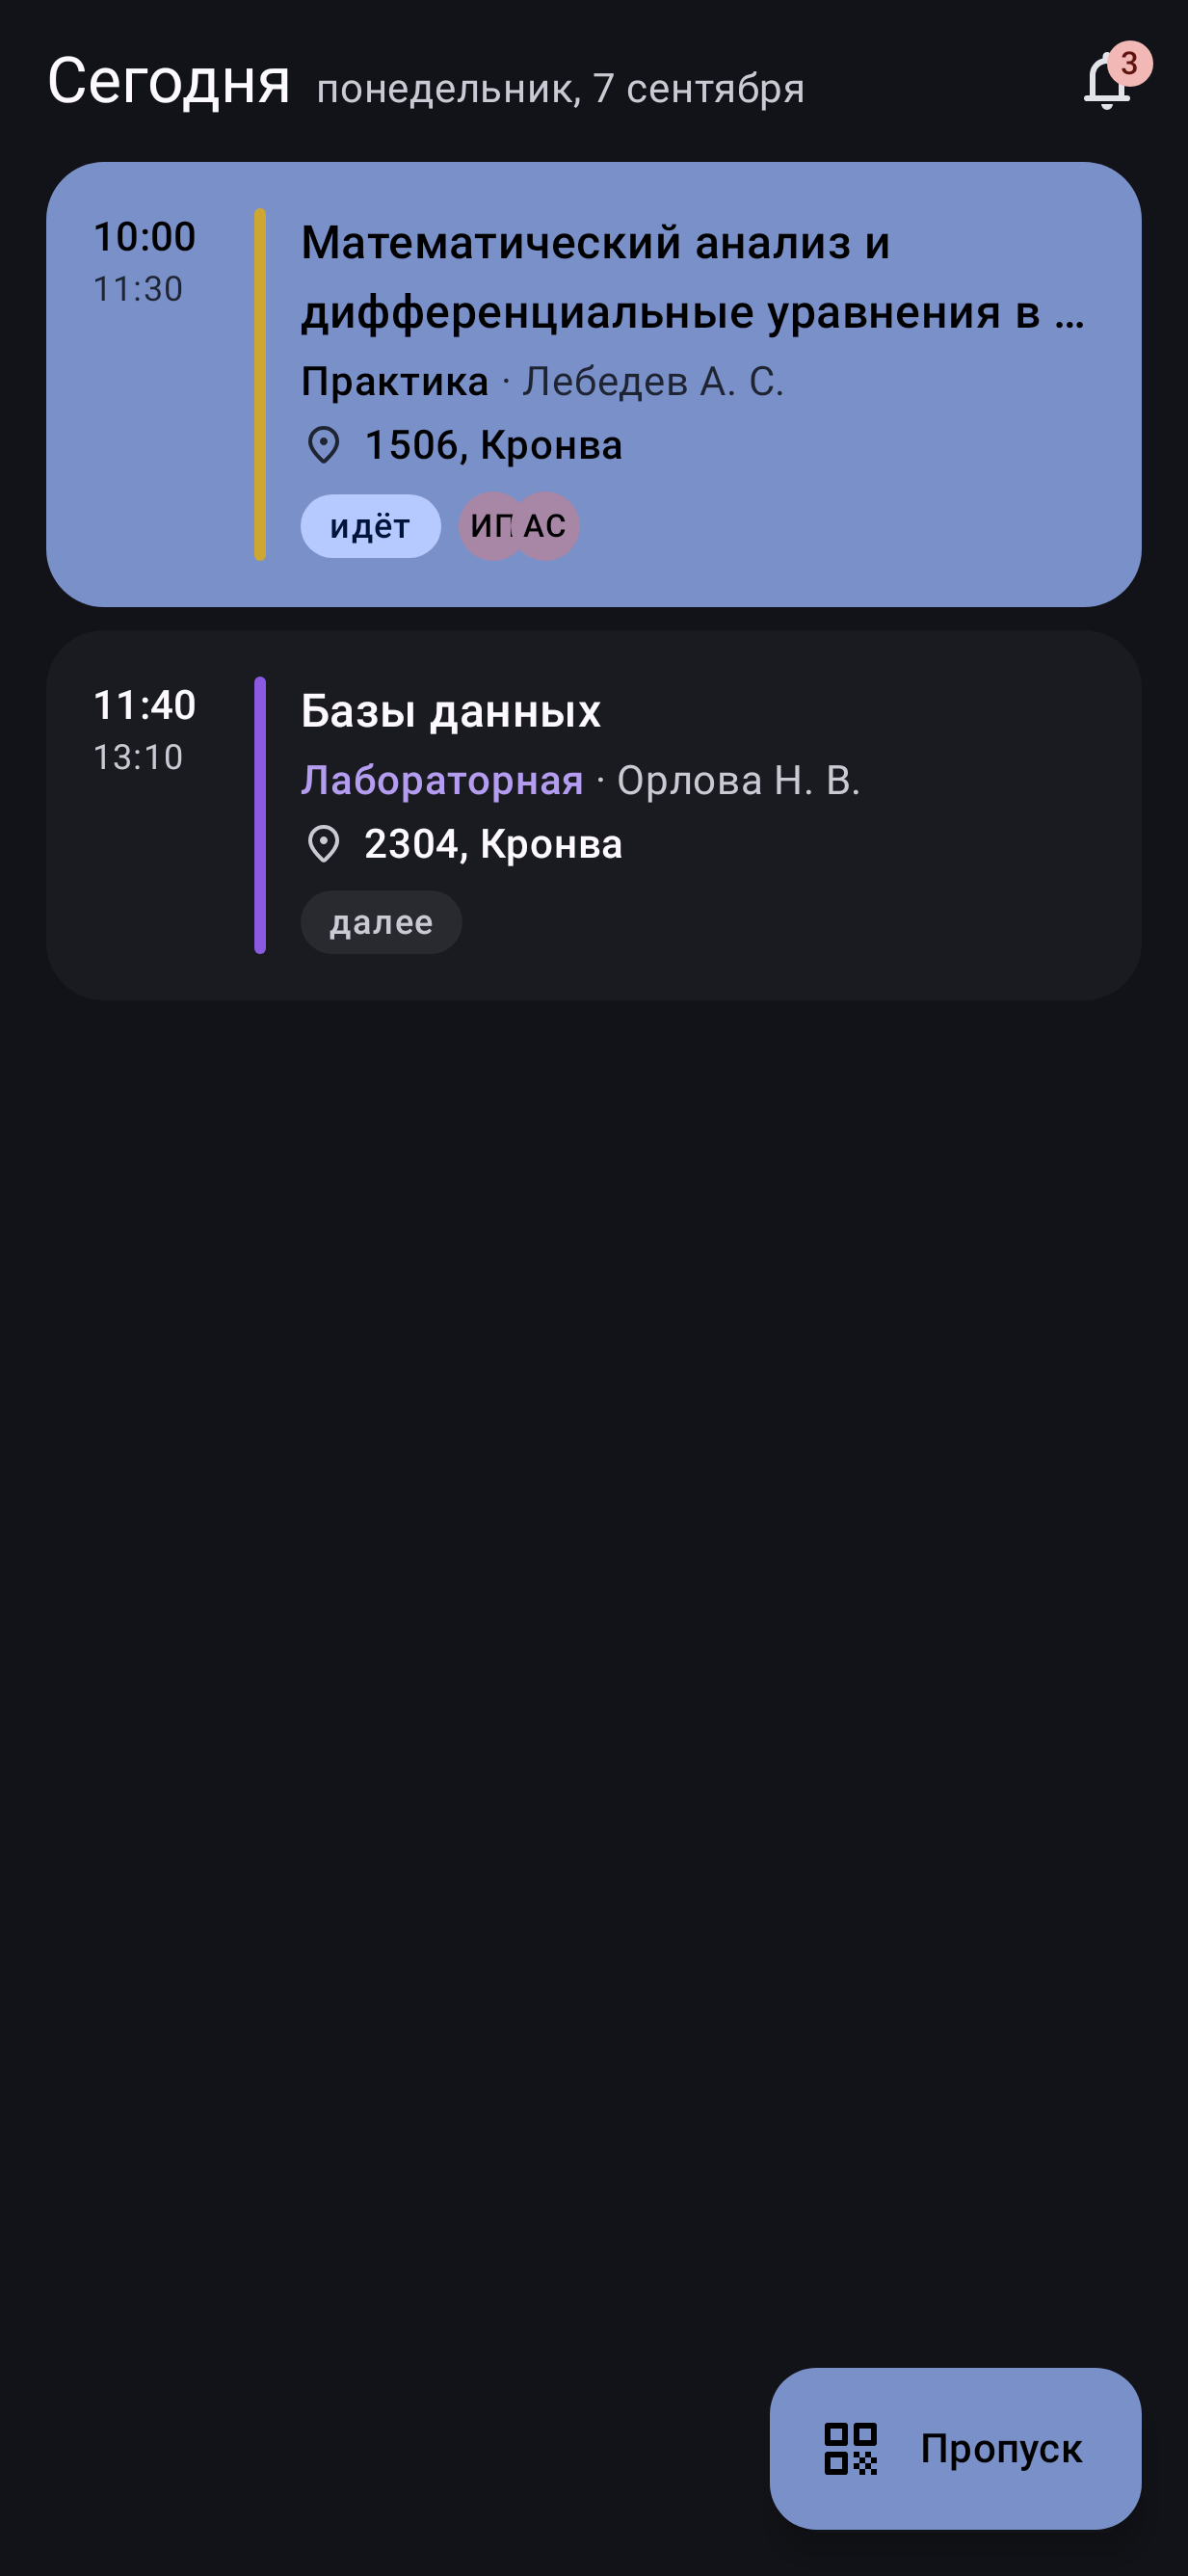 Сегодня понедельник, 7 сентября
3
10:00
11:30
Математический анализ и
дифференциальные уравнения в ...
Практика · Лебедев А. С.
1506, Кронва
идёт ИП АС
11:40
13:10
Базы данных
Лабораторная · Орлова Н. В.
2304, Кронва
далее
Пропуск